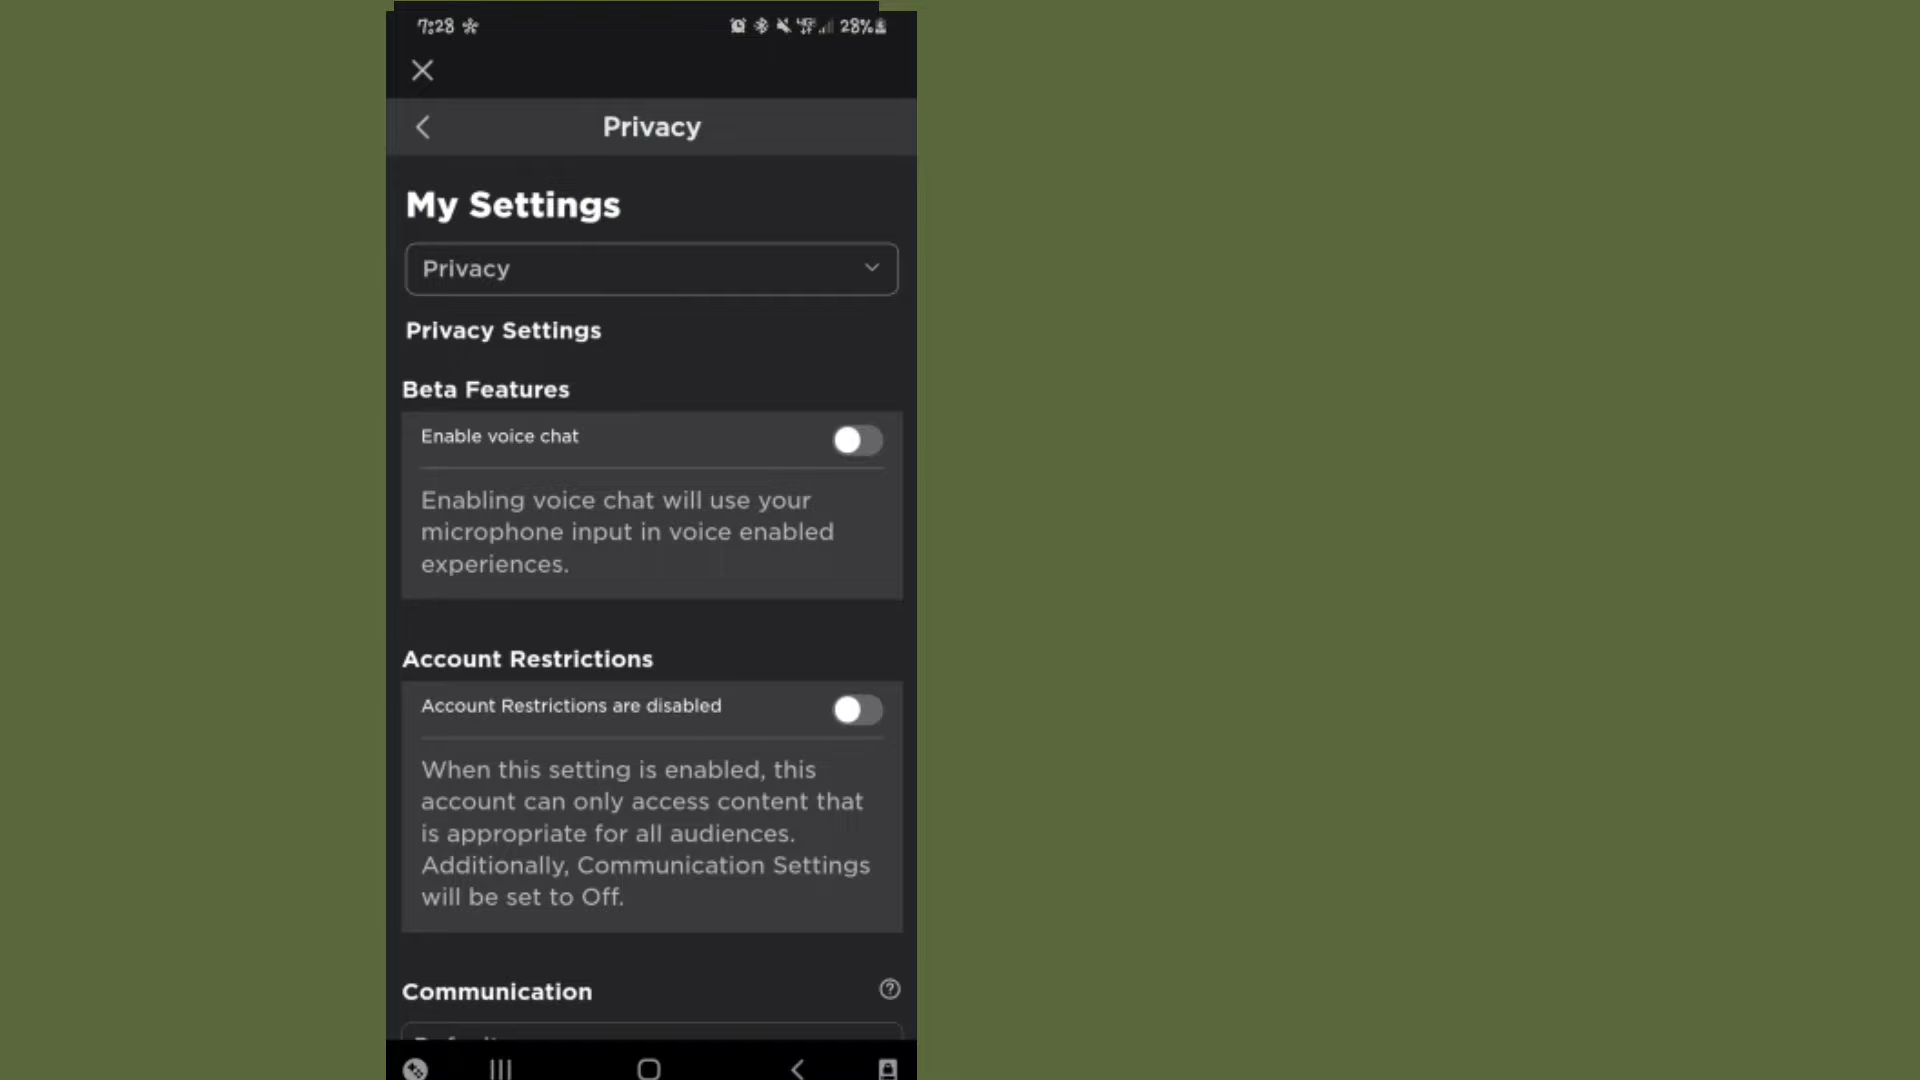 7:28 28%
Privacy
My Settings
Privacy
Privacy Settings
Beta Features
Enable voice chat
Enabling voice chat will use your
microphone input in voice enabled
experiences.
Account Restrictions
Account Restrictions are disabled
When this setting is enabled, this
account can only access content that
is appropriate for all audiences.
Additionally, Communication Settings
will be set to Off.
Communication